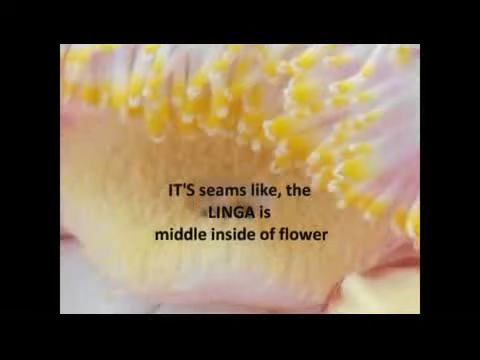 IT'S seams like, the
LINGA is
middle inside of flower